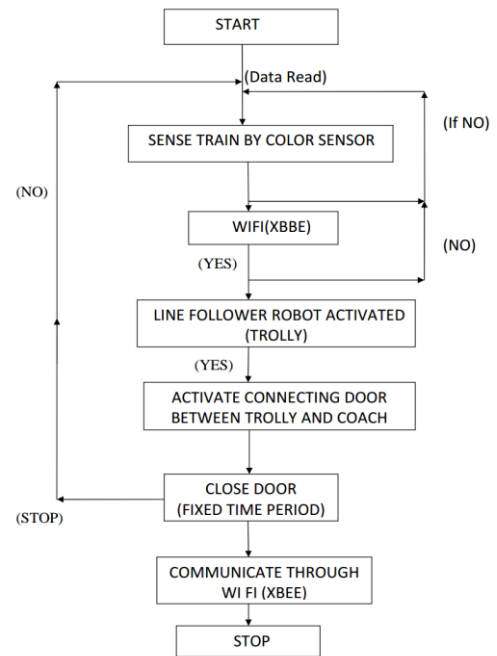 START
(Data Read)
(If NO)
SENSE TRAIN BY COLOR SENSOR
(NO)
WIFI(XBBE)
(NO)
(YES)
LINE FOLLOWER ROBOT ACTIVATED
(TROLLY)
(YES)
ACTIVATE CONNECTING DOOR
BETWEEN TROLLY AND COACH
CLOSE DOOR
(FIXED TIME PERIOD)
(STOP)
COMMUNICATE THROUGH
WI FI (XBEE)
STOP